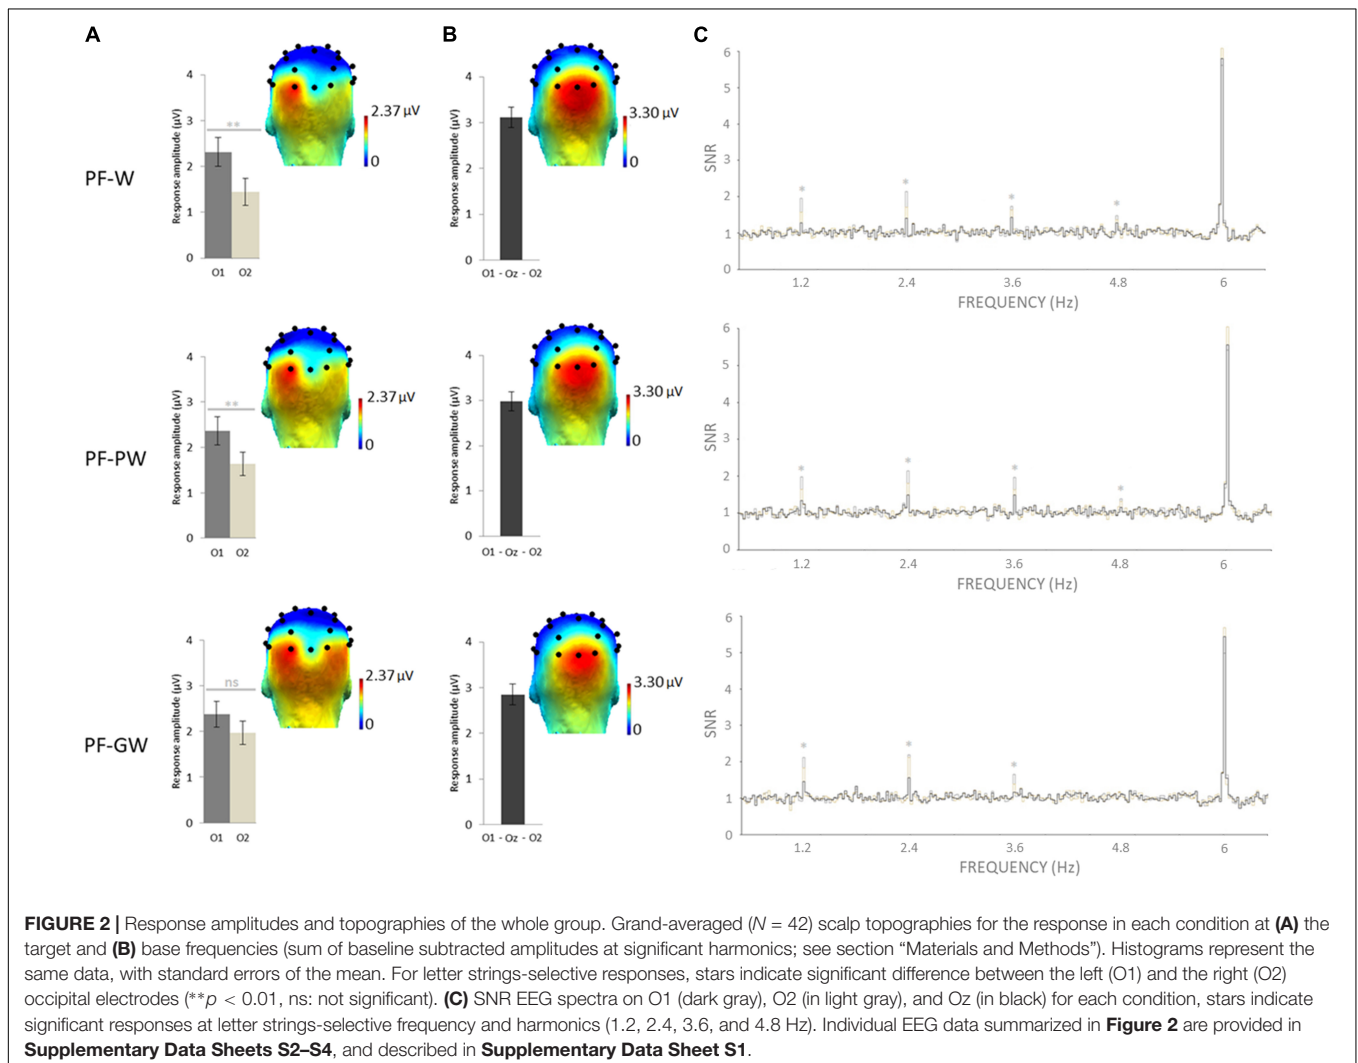 A
B
C
PF-W
Response amplitude (µV)
4
3
2
1
0
**
O1 O2
2.37 µV
0
Response amplitude (µV)
4
3
2
1
0
O1 - Oz - O2
3.30 µV
0
SNR
6
5
4
3
2
1
0
* * * *
1.2 2.4 3.6 4.8 6
FREQUENCY (Hz)
PF-PW
Response amplitude (µV)
4
3
2
1
0
**
O1 O2
2.37 µV
0
Response amplitude (µV)
4
3
2
1
0
O1 - Oz - O2
3.30 µV
0
SNR
6
5
4
3
2
1
0
* * * *
1.2 2.4 3.6 4.8 6
FREQUENCY (Hz)
PF-GW
Response amplitude (µV)
4
3
2
1
0
ns
O1 O2
2.37 µV
0
Response amplitude (µV)
4
3
2
1
0
O1 - Oz - O2
3.30 µV
0
SNR
6
5
4
3
2
1
0
* * *
1.2 2.4 3.6 4.8 6
FREQUENCY (Hz)
FIGURE 2 | Response amplitudes and topographies of the whole group. Grand-averaged (N = 42) scalp topographies for the response in each condition at (A) the
target and (B) base frequencies (sum of baseline subtracted amplitudes at significant harmonics; see section “Materials and Methods”). Histograms represent the
same data, with standard errors of the mean. For letter strings-selective responses, stars indicate significant difference between the left (O1) and the right (O2)
occipital electrodes (**p < 0.01, ns: not significant). (C) SNR EEG spectra on O1 (dark gray), O2 (in light gray), and Oz (in black) for each condition, stars indicate
significant responses at letter strings-selective frequency and harmonics (1.2, 2.4, 3.6, and 4.8 Hz). Individual EEG data summarized in Figure 2 are provided in
Supplementary Data Sheets S2–S4, and described in Supplementary Data Sheet S1.